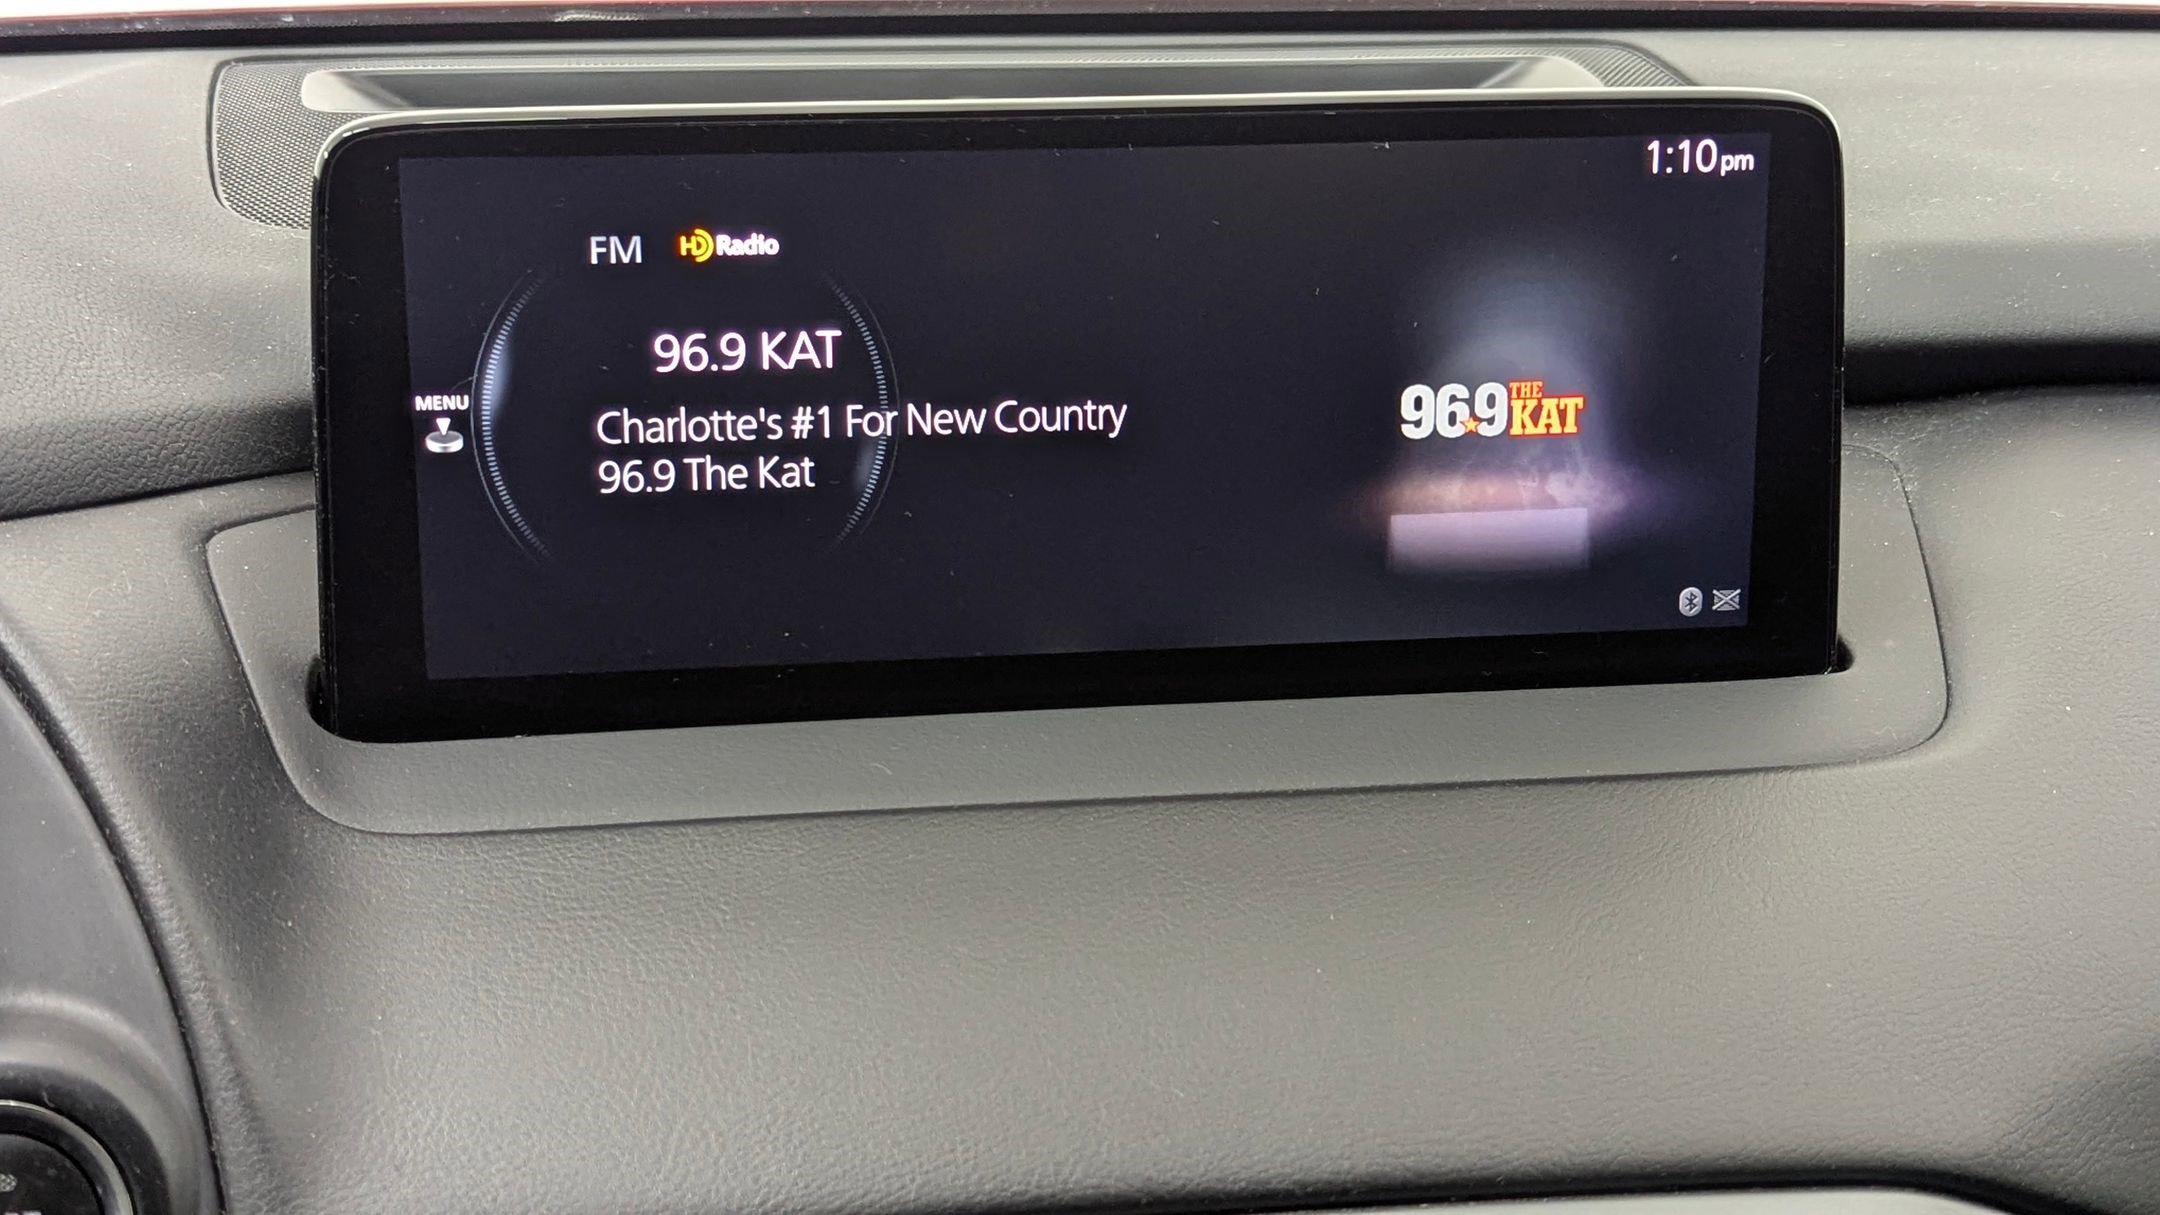 1:10pm
FM HD Radio
96.9 KAT
MENU
Charlotte's #1 For New Country
96.9 The Kat
96.9 THE KAT